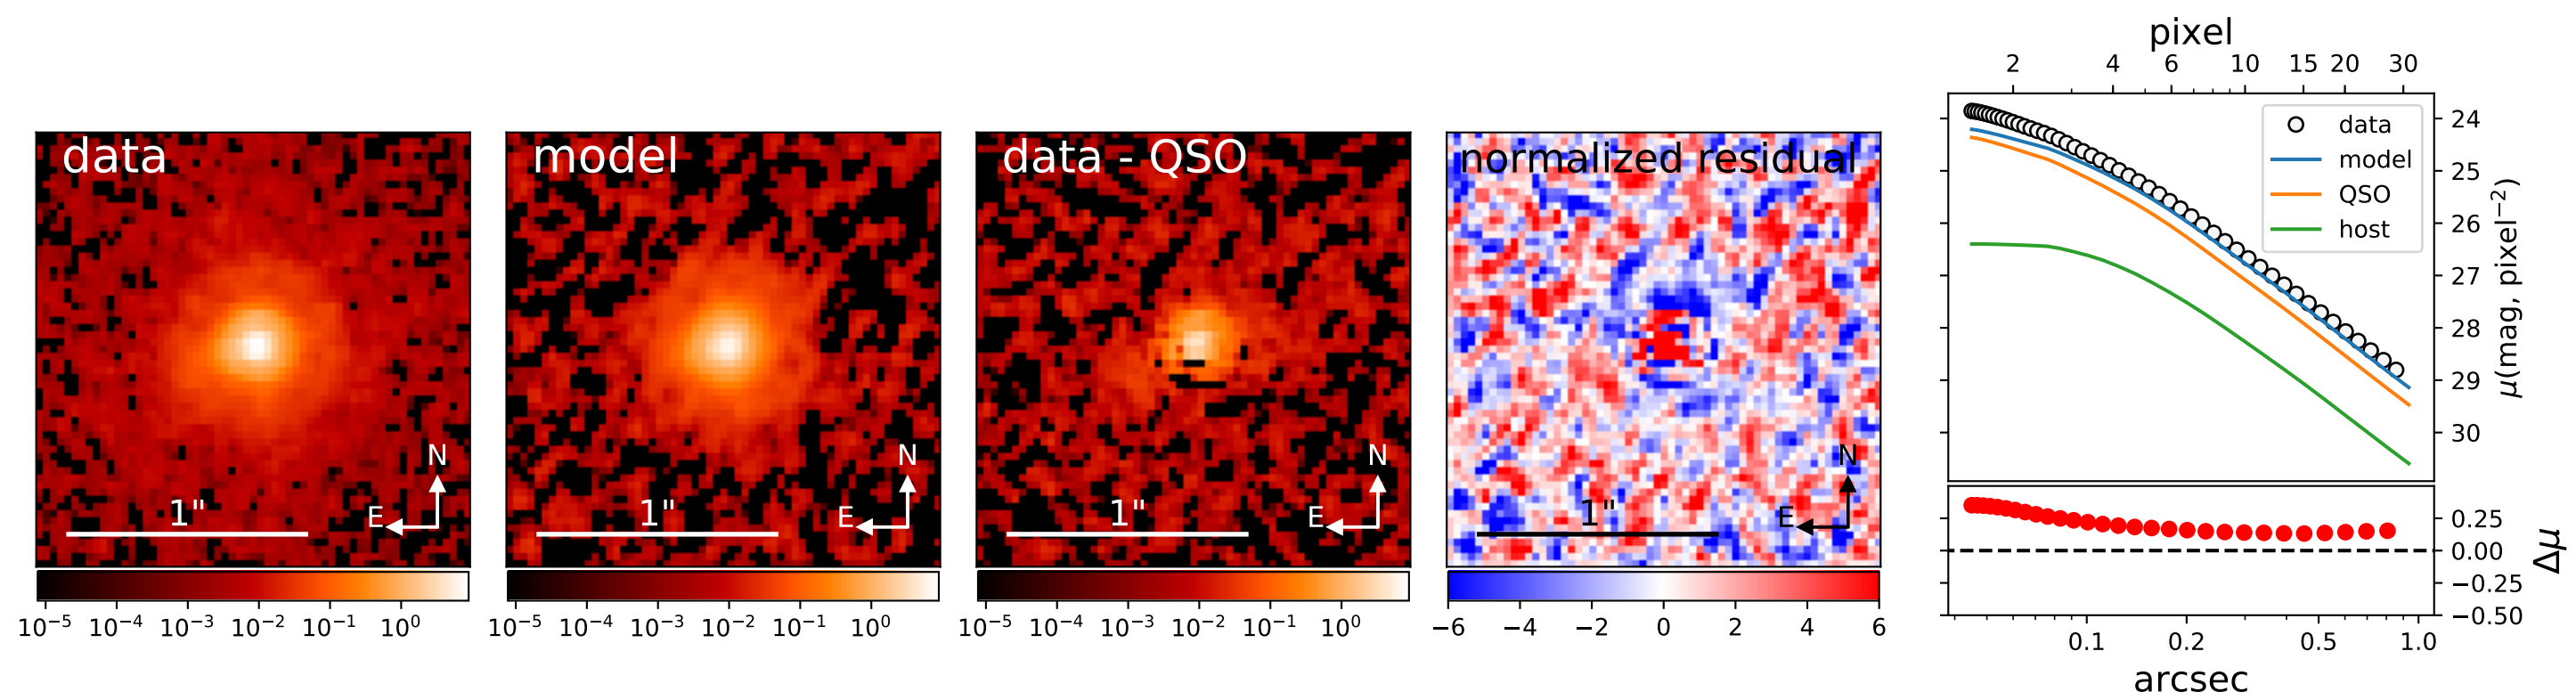 data
N
E
1"
10⁻⁵ 10⁻⁴ 10⁻³ 10⁻² 10⁻¹ 10⁰
model
N
E
1"
10⁻⁵ 10⁻⁴ 10⁻³ 10⁻² 10⁻¹ 10⁰
data - QSO
N
E
1"
10⁻⁵ 10⁻⁴ 10⁻³ 10⁻² 10⁻¹ 10⁰
normalized residual
N
E
1"
−6 −4 −2 0 2 4 6
pixel
2 4 6 10 15 20 30
data
model
QSO
host
24
25
26
27
28
29
30
μ(mag, pixel⁻²)
0.25
0.00
−0.25
−0.50
Δμ
0.1 0.2 0.5 1.0
arcsec